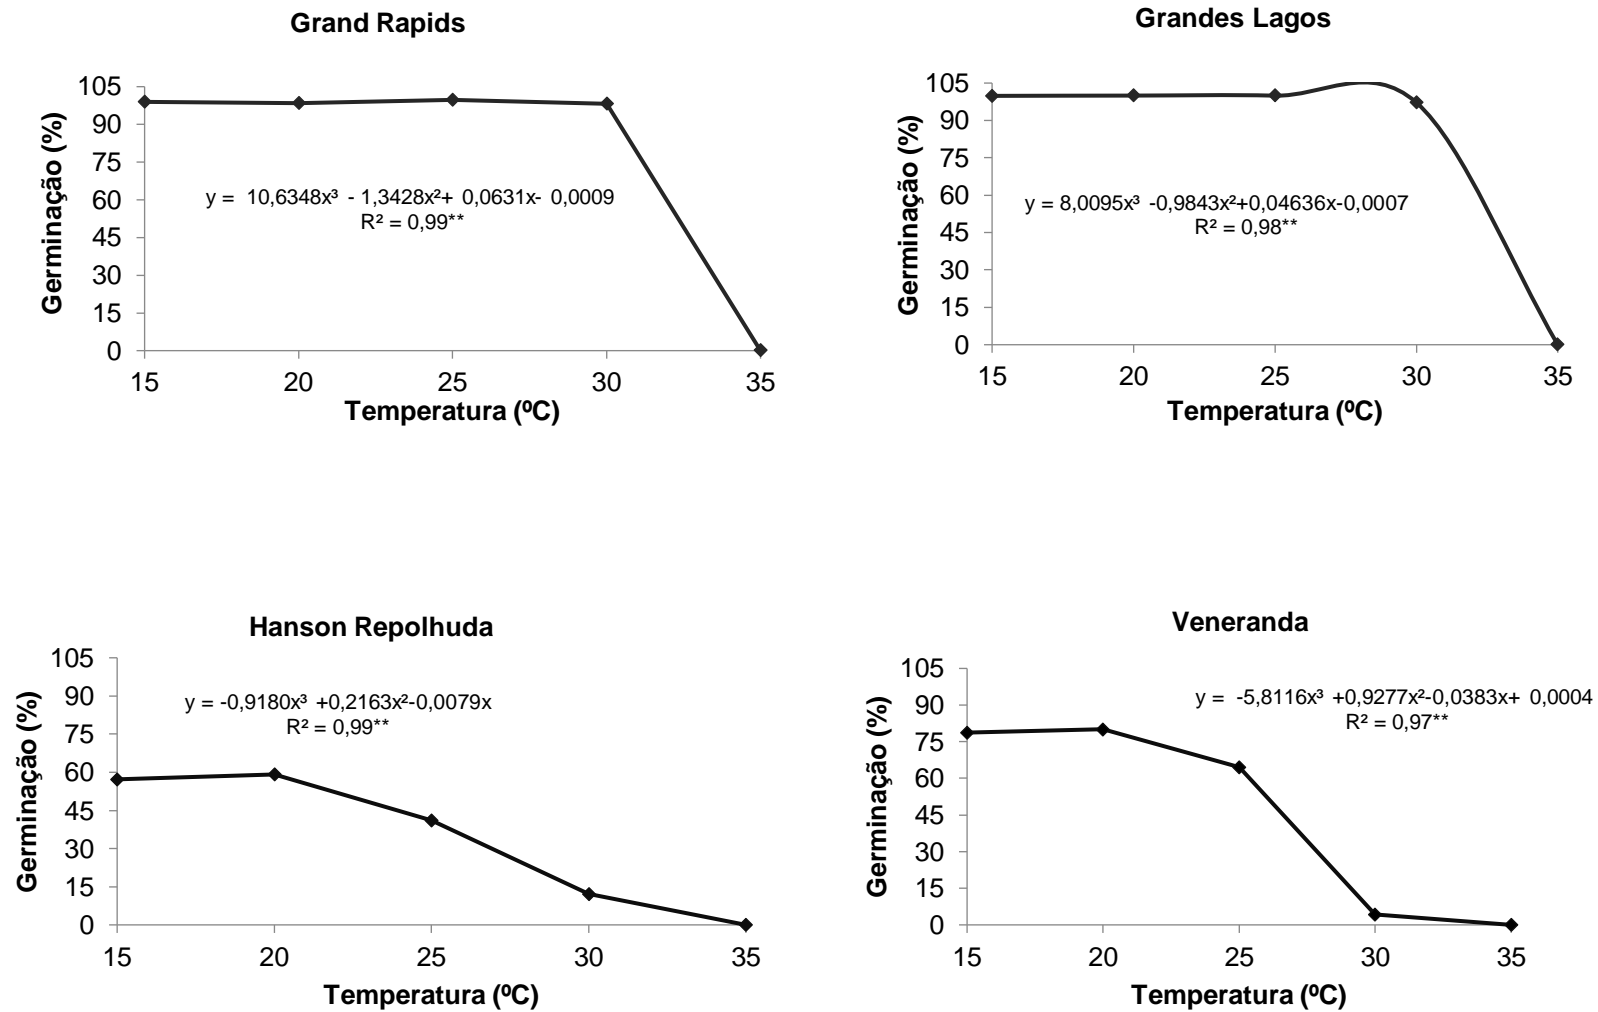 Grand Rapids
105
90
75
60
45
30
15
0
Germinação (%)
y = 10,6348x³ - 1,3428x²+ 0,0631x- 0,0009
R² = 0,99**
15 20 25 30 35
Temperatura (ºC)
Grandes Lagos
105
90
75
60
45
30
15
0
Germinação (%)
y = 8,0095x³ -0,9843x²+0,04636x-0,0007
R² = 0,98**
15 20 25 30 35
Temperatura (ºC)
Hanson Repolhuda
105
90
75
60
45
30
15
0
Germinação (%)
y = -0,9180x³ +0,2163x²-0,0079x
R² = 0,99**
15 20 25 30 35
Temperatura (ºC)
Veneranda
105
90
75
60
45
30
15
0
Germinação (%)
y = -5,8116x³ +0,9277x²-0,0383x+ 0,0004
R² = 0,97**
15 20 25 30 35
Temperatura (ºC)